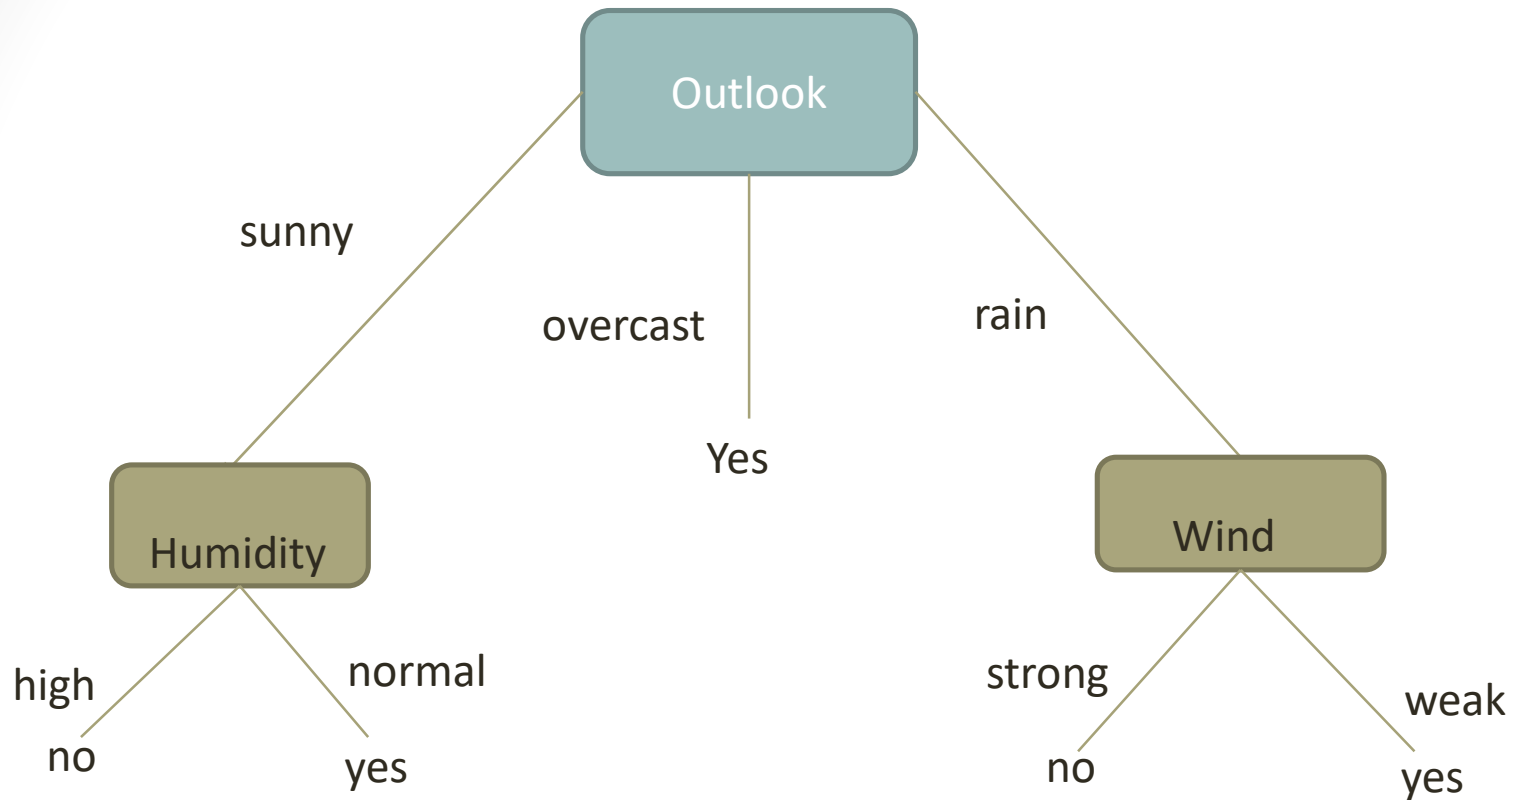 Outlook
sunny
overcast
rain
Yes
Humidity
Wind
high
normal
strong
weak
no
yes
no
yes